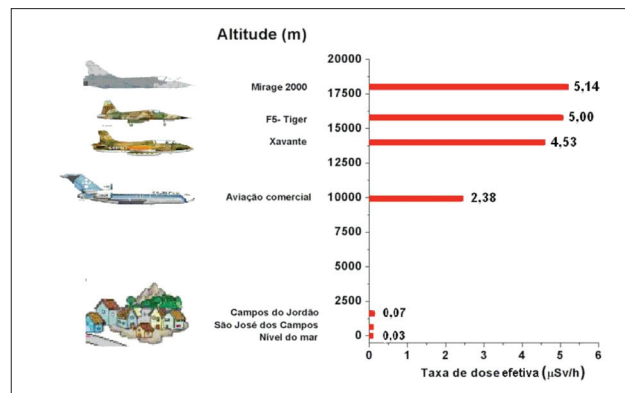 Altitude (m)
20000
Mirage 2000
17500
5,14
F5- Tiger
5,00
15000
Xavante
4,53
12500
Aviação comercial
10000
2,38
7500
5000
Campos do Jordão
2500
0,07
São José dos Campos
Nivel do mar
0
0,03
0 1 2 3 4 5 6
Taxa de dose efetiva (µSv/h)